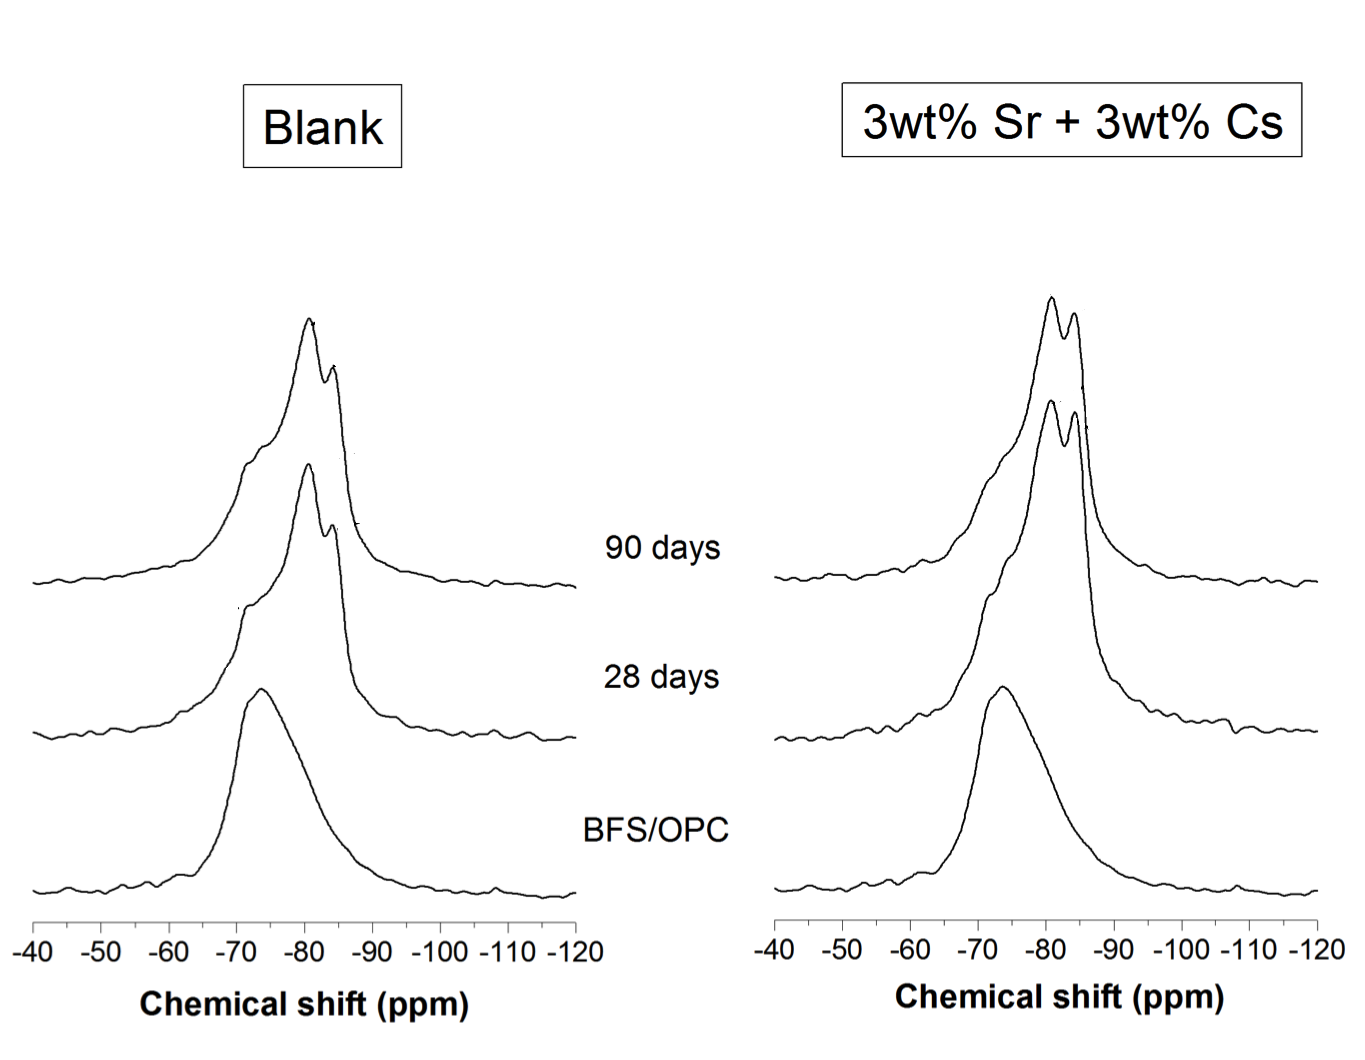 Blank
3wt% Sr + 3wt% Cs
90 days
28 days
BFS/OPC
-40 -50 -60 -70 -80 -90 -100 -110 -120
-40 -50 -60 -70 -80 -90 -100 -110 -120
Chemical shift (ppm)
Chemical shift (ppm)